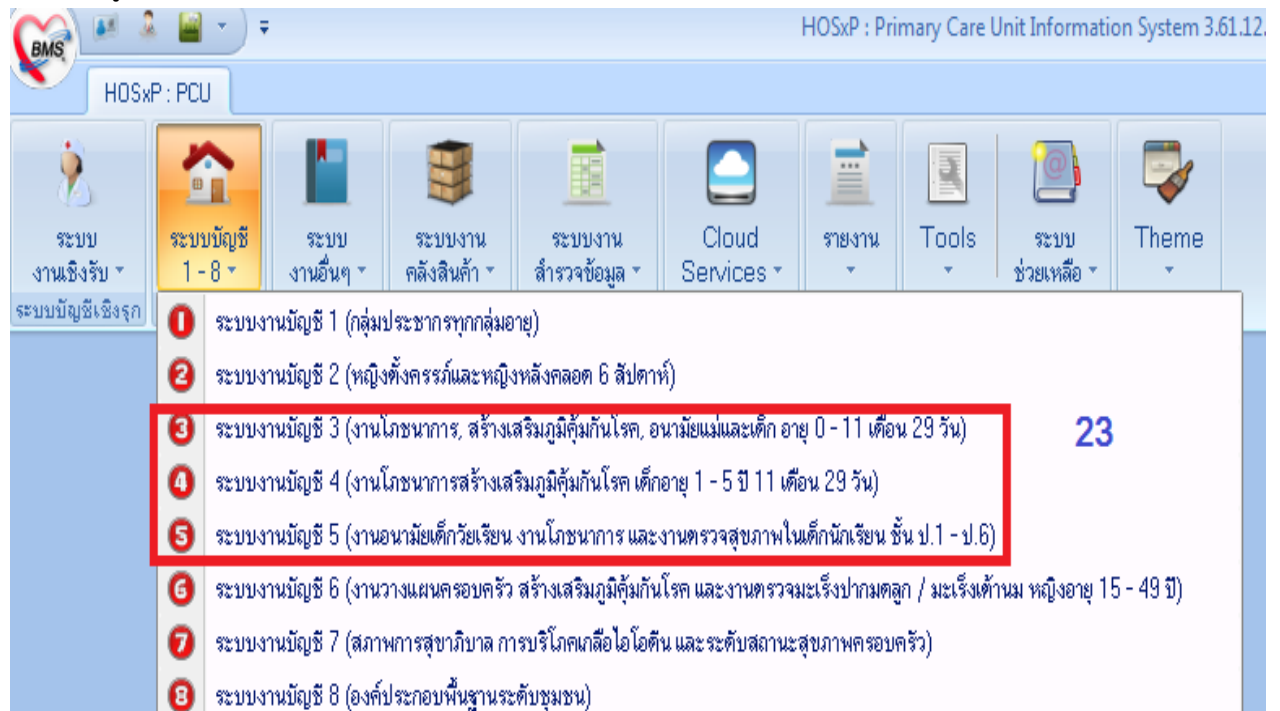 BMS
HOSxP : Primary Care Unit Information System 3.61.12.
HOSxP : PCU
ระบบ
งานเชิงรับ
ระบบบัญชี
1 - 8
ระบบ
งานอื่นๆ
ระบบงาน
คลังสินค้า
ระบบงาน
สำรวจข้อมูล
Cloud
Services
รายงาน
Tools
ระบบ
ช่วยเหลือ
Theme
ระบบบัญชีเชิงรุก
1 ระบบงานบัญชี 1 (กลุ่มประชากรทุกกลุ่มอายุ)
2 ระบบงานบัญชี 2 (หญิงตั้งครรภ์และหญิงหลังคลอด 6 สัปดาห์)
3 ระบบงานบัญชี 3 (งานโภชนาการ, สร้างเสริมภูมิคุ้มกันโรค, อนามัยแม่และเด็ก อายุ 0 - 11 เดือน 29 วัน) 23
4 ระบบงานบัญชี 4 (งานโภชนาการสร้างเสริมภูมิคุ้มกันโรค เด็กอายุ 1 - 5 ปี 11 เดือน 29 วัน)
5 ระบบงานบัญชี 5 (งานอนามัยเด็กวัยเรียน งานโภชนาการ และงานตรวจสุขภาพในเด็กนักเรียน ชั้น ป.1 - ป.6)
6 ระบบงานบัญชี 6 (งานวางแผนครอบครัว สร้างเสริมภูมิคุ้มกันโรค และงานตรวจมะเร็งปากมดลูก / มะเร็งเต้านม หญิงอายุ 15 - 49 ปี)
7 ระบบงานบัญชี 7 (สภาพการสุขาภิบาล การบริโภคเกลือไอโอดีน และระดับสถานะสุขภาพครอบครัว)
8 ระบบงานบัญชี 8 (องค์ประกอบพื้นฐานระดับชุมชน)